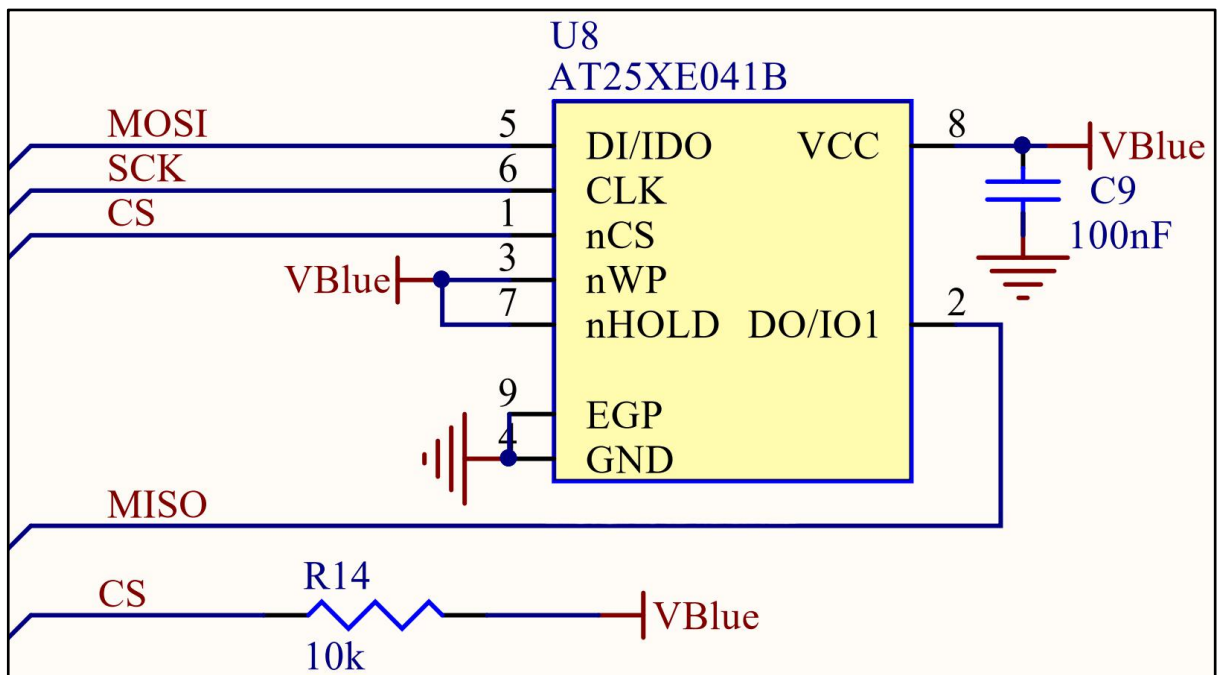 U8
AT25XE041B
MOSI 5 DI/IDO VCC 8 VBlue
SCK 6 CLK C9
CS 1 nCS 100nF
VBlue 3 nWP
7 nHOLD DO/IO1 2
9 EGP
4 GND
MISO
CS R14 VBlue
10k